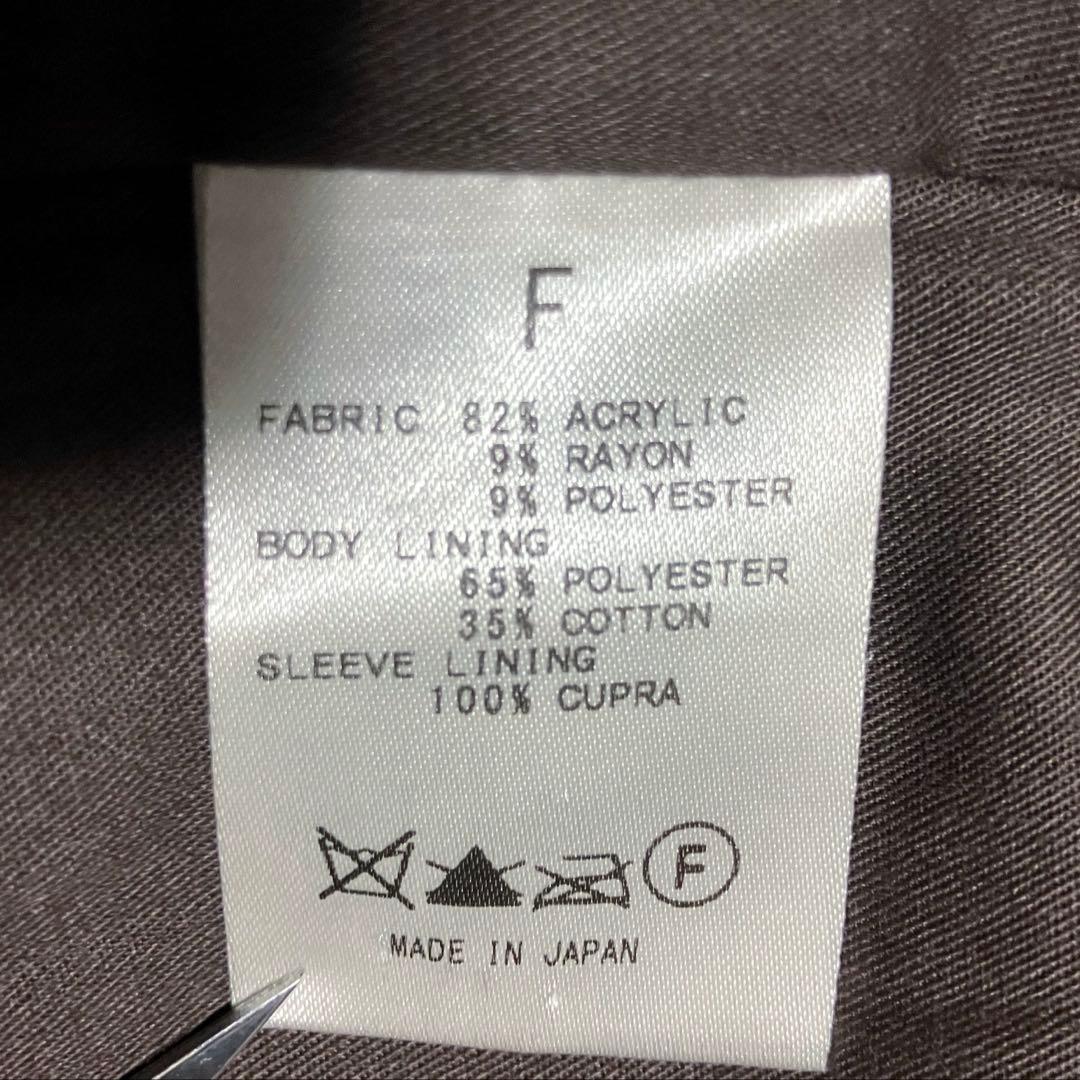 F
FABRIC 82% ACRYLIC
9% RAYON
9% POLYESTER
BODY LINING
65% POLYESTER
35% COTTON
SLEEVE LINING
100% CUPRA
F
MADE IN JAPAN